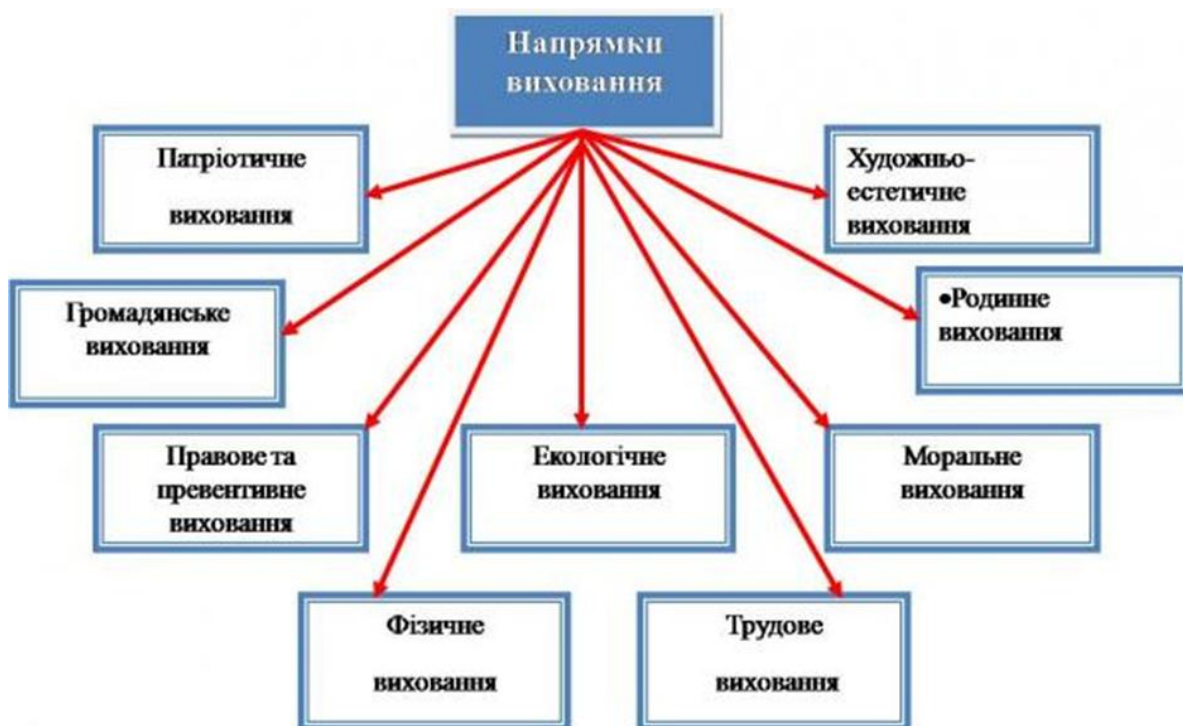 Напрямки
виховання
Патріотичне
виховання
Художньо-
естетичне
виховання
Громадянське
виховання
•Родинне
виховання
Правове та
превентивне
виховання
Екологічне
виховання
Моральне
виховання
Фізичне
виховання
Трудове
виховання